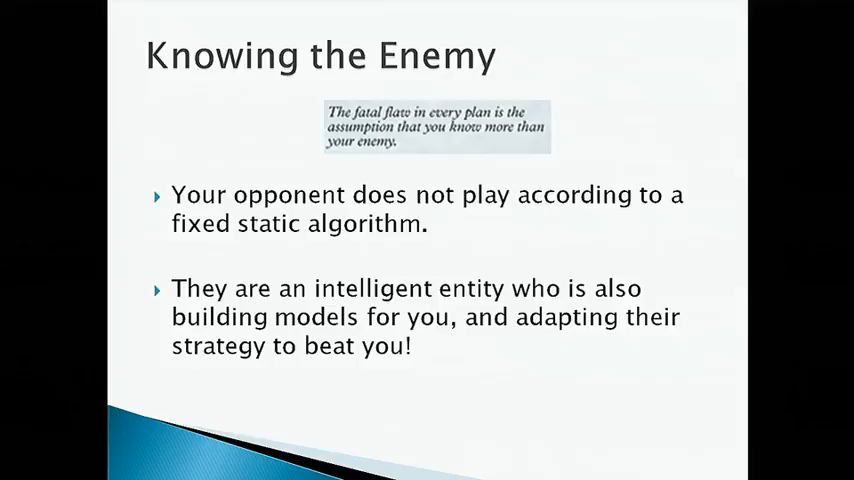 Knowing the Enemy
The fatal flaw in every plan is the
assumption that you know more than
your enemy.
Your opponent does not play according to a
fixed static algorithm.
They are an intelligent entity who is also
building models for you, and adapting their
strategy to beat you!